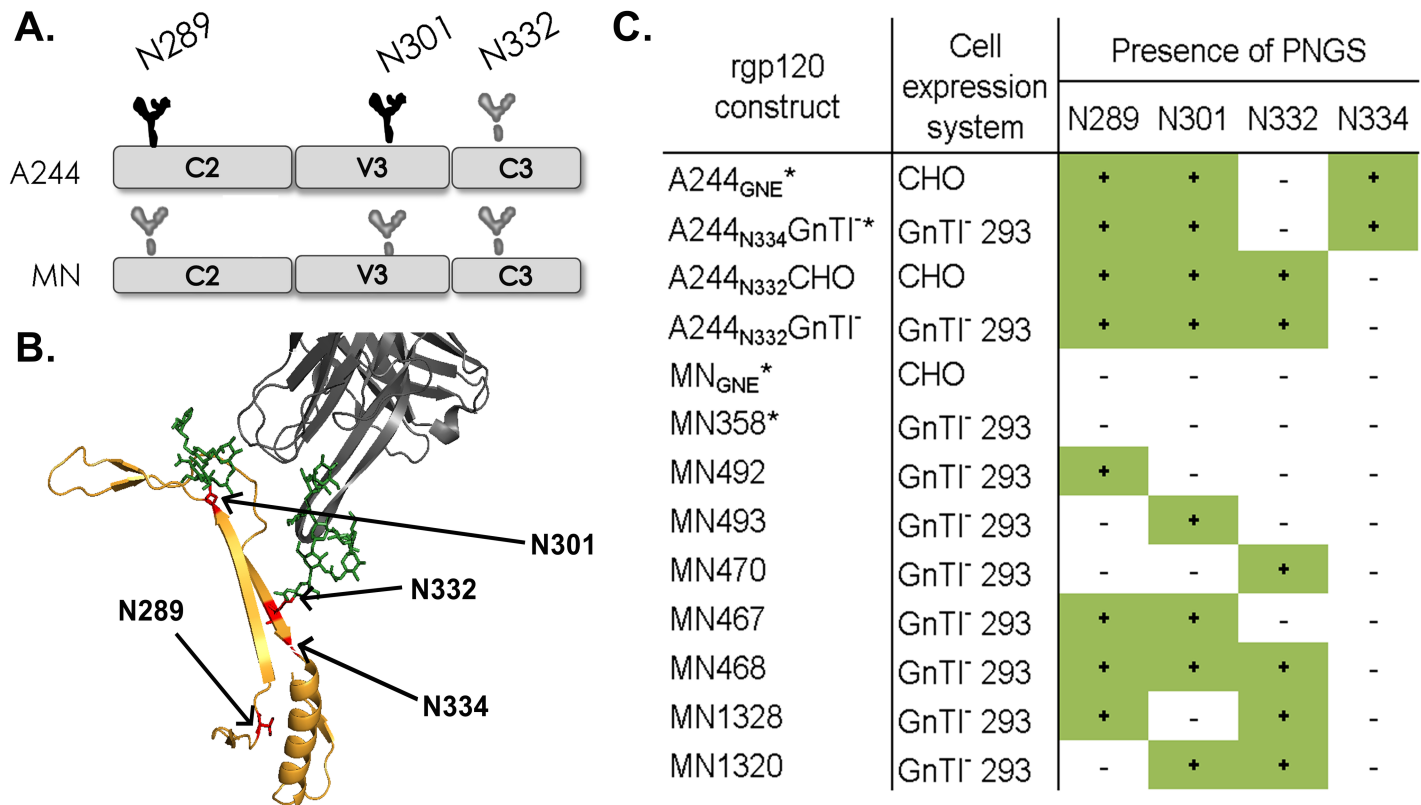 A.
N289 N301 N332
A244 C2 V3 C3
MN C2 V3 C3
B.
N301
N332
N289
N334
C.
rgp120 construct
Cell expression system
Presence of PNGS
N289 N301 N332 N334
A244GNE* CHO + + - +
A244N334GnTI-* GnTI- 293 + + - +
A244N332CHO CHO + + + -
A244N332GnTI- GnTI- 293 + + + -
MNGNE* CHO - - - -
MN358* GnTI- 293 - - - -
MN492 GnTI- 293 + - - -
MN493 GnTI- 293 - + - -
MN470 GnTI- 293 - - + -
MN467 GnTI- 293 + + - -
MN468 GnTI- 293 + + + -
MN1328 GnTI- 293 + - + -
MN1320 GnTI- 293 - + + -